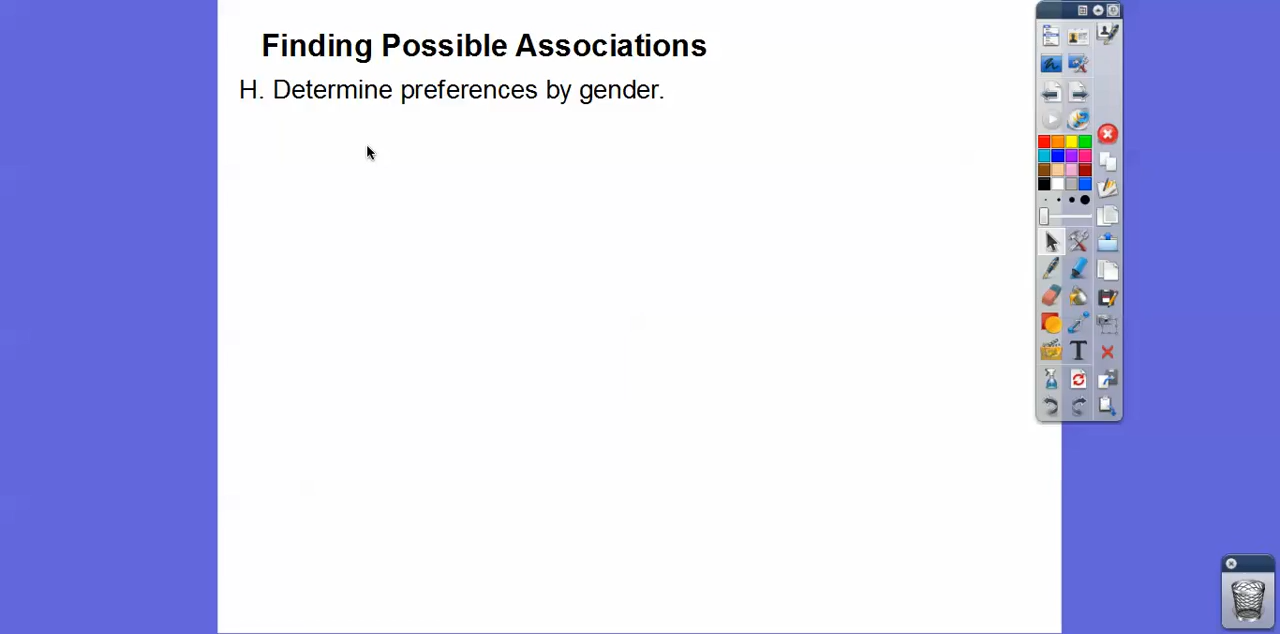 Finding Possible Associations
H. Determine preferences by gender.
T